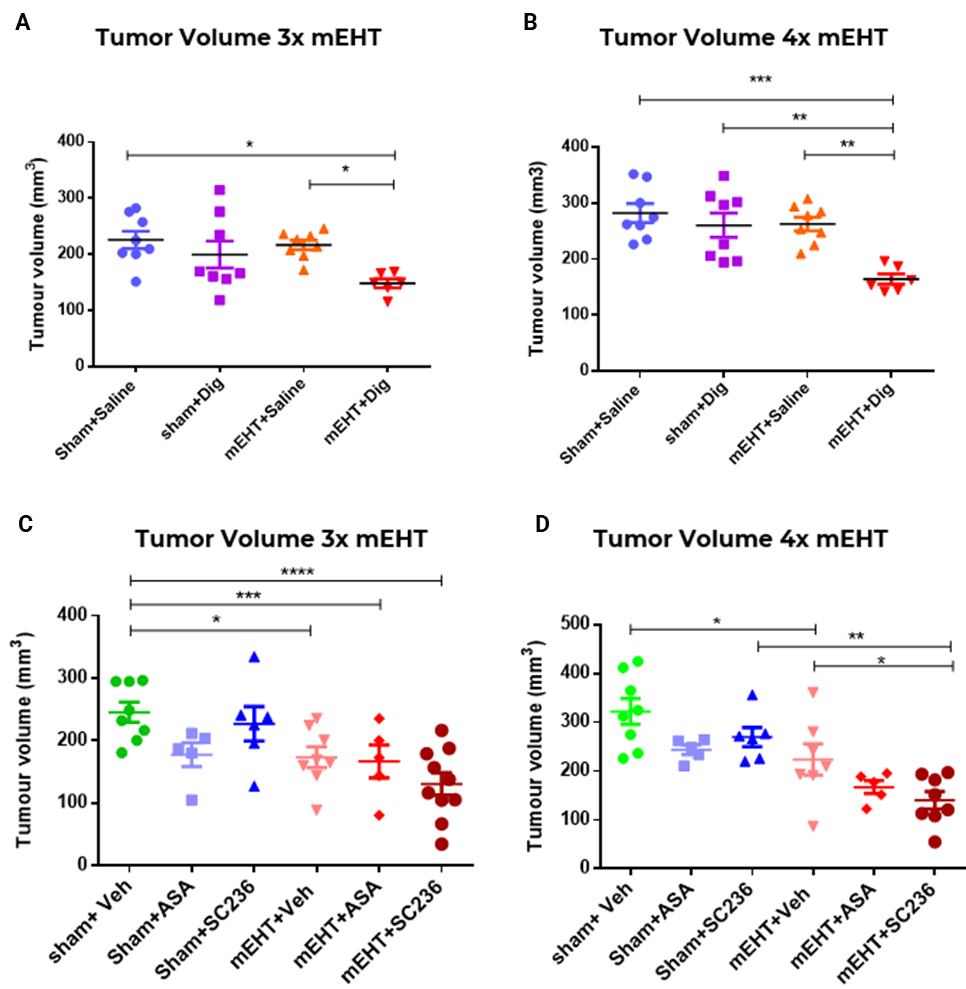 A
Tumor Volume 3x mEHT
Tumour volume (mm³)
400
300
200
100
0
*
*
Sham+Saline
sham+Dig
mEHT+Saline
mEHT+Dig
B
Tumor Volume 4x mEHT
Tumour volume (mm3)
400
300
200
100
0
***
**
**
Sham+Saline
sham+Dig
mEHT+Saline
mEHT+Dig
C
Tumor Volume 3x mEHT
Tumour volume (mm³)
400
300
200
100
0
****
***
*
sham+ Veh
Sham+ASA
Sham+SC236
mEHT+Veh
mEHT+ASA
mEHT+SC236
D
Tumor Volume 4x mEHT
Tumour volume (mm³)
500
400
300
200
100
0
*
**
*
sham+ Veh
Sham+ASA
Sham+SC236
mEHT+Veh
mEHT+ASA
mEHT+SC236